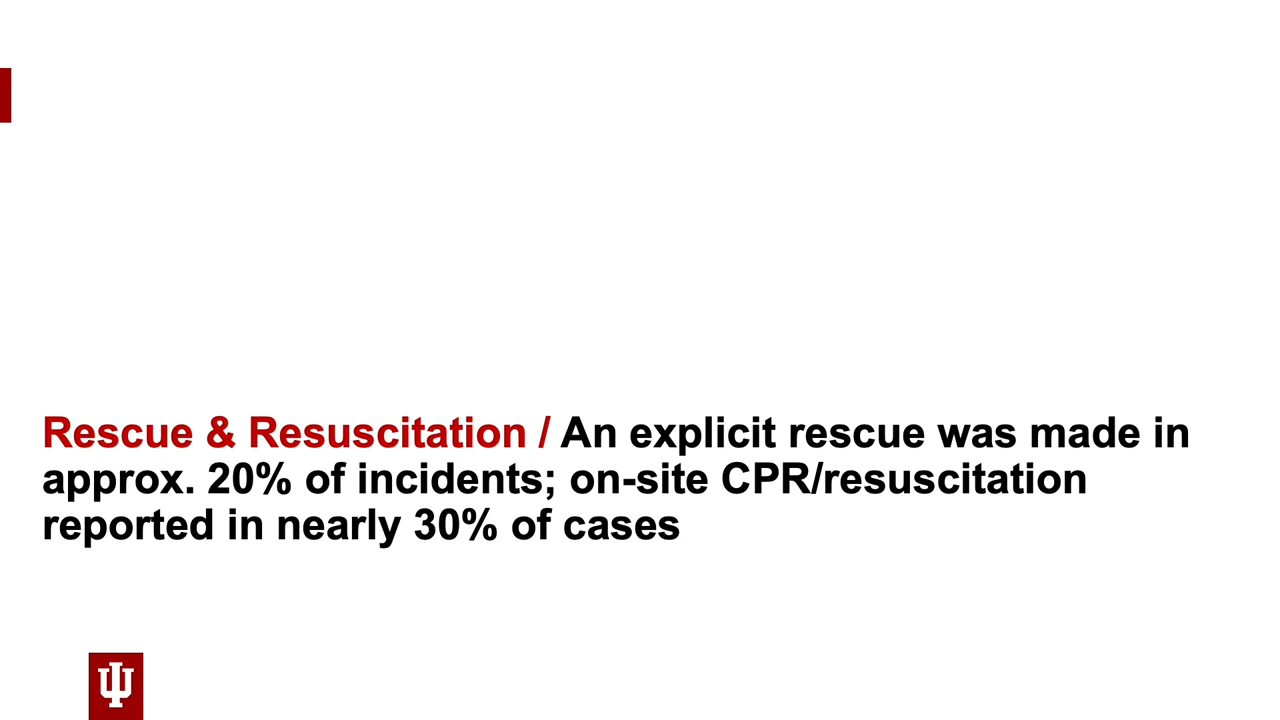 Rescue & Resuscitation / An explicit rescue was made in
approx. 20% of incidents; on-site CPR/resuscitation
reported in nearly 30% of cases